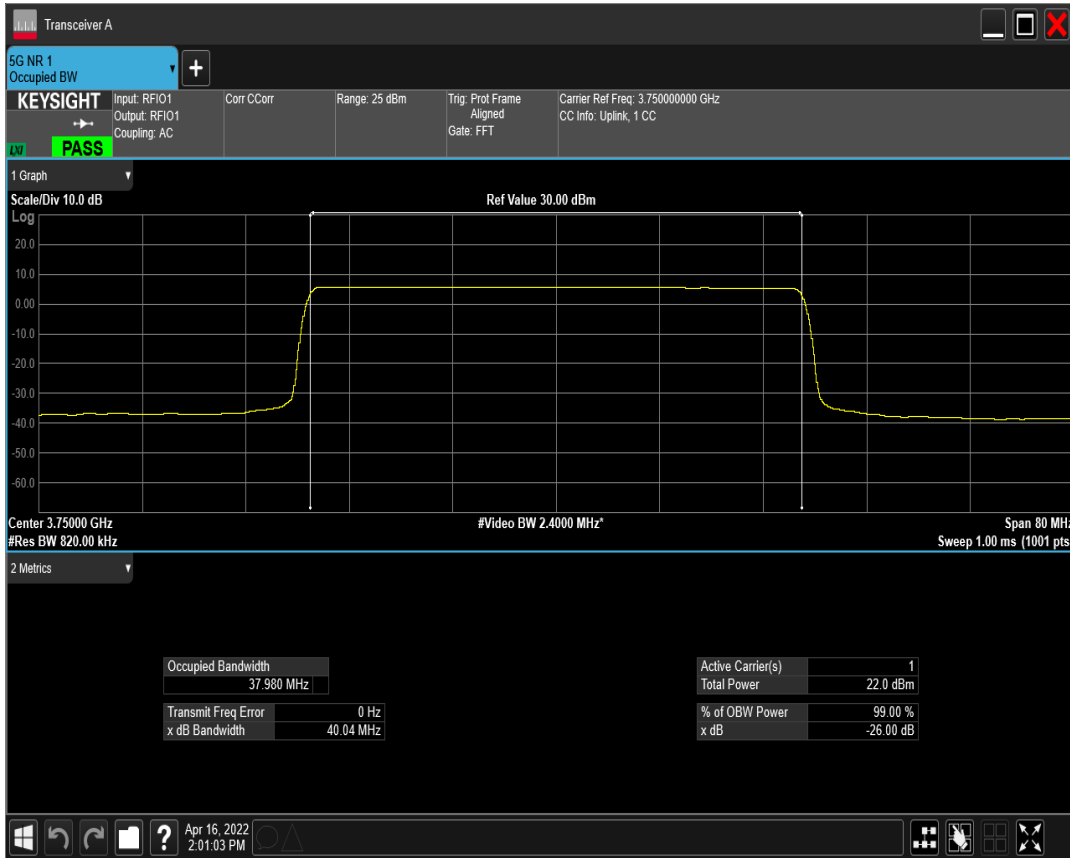 Transceiver A
5G NR 1
Occupied BW
+
KEYSIGHT
LXI
PASS
Input: RFIO1
Output: RFIO1
Coupling: AC
Corr CCorr
Range: 25 dBm
Trig: Prot Frame
Aligned
Gate: FFT
Carrier Ref Freq: 3.750000000 GHz
CC Info: Uplink, 1 CC
1 Graph
Scale/Div 10.0 dB
Ref Value 30.00 dBm
Log
20.0
10.0
0.00
-10.0
-20.0
-30.0
-40.0
-50.0
-60.0
Center 3.75000 GHz
#Video BW 2.4000 MHz*
Span 80 MHz
#Res BW 820.00 kHz
Sweep 1.00 ms (1001 pts
2 Metrics
Occupied Bandwidth
37.980 MHz
Transmit Freq Error 0 Hz
x dB Bandwidth 40.04 MHz
Active Carrier(s) 1
Total Power 22.0 dBm
% of OBW Power 99.00 %
x dB -26.00 dB
?
Apr 16, 2022
2:01:03 PM